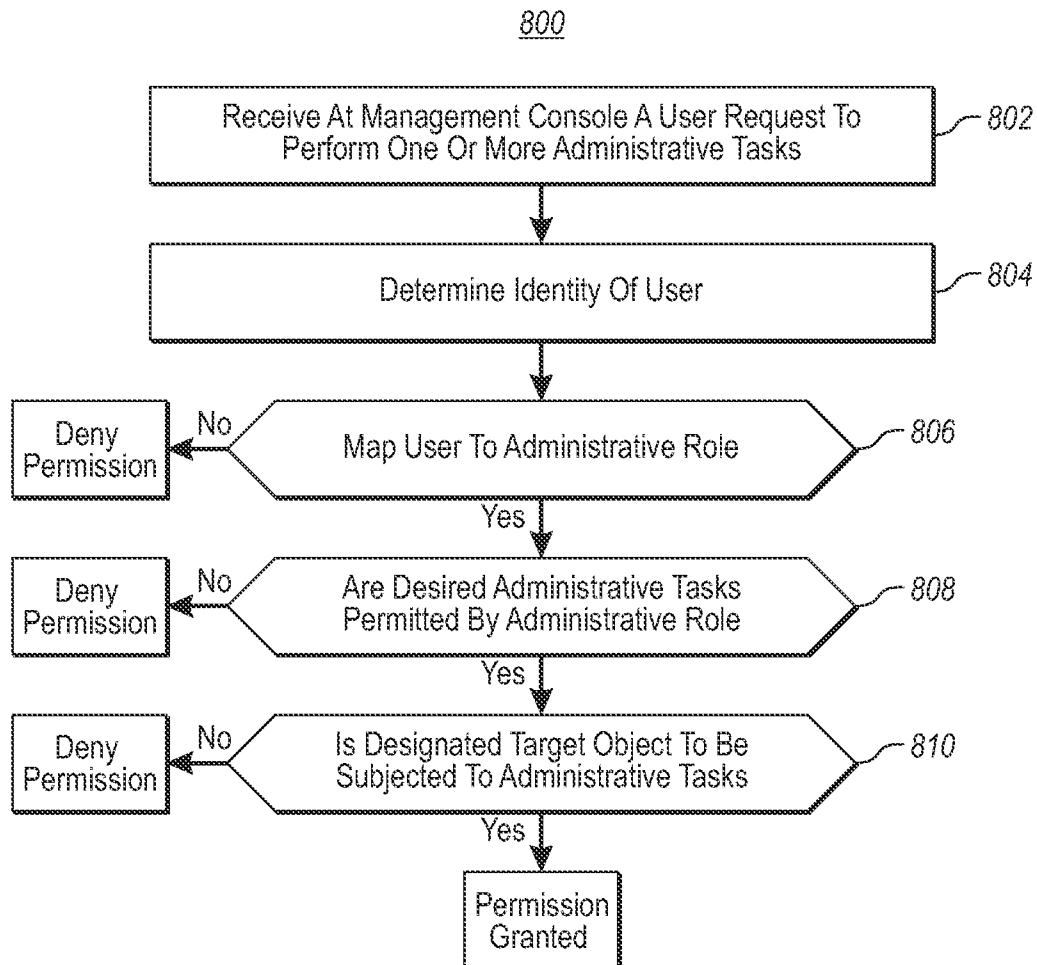 800
Receive At Management Console A User Request To
Perform One Or More Administrative Tasks
802
Determine Identity Of User
804
Deny
Permission
No
Map User To Administrative Role
806
Yes
Deny
Permission
No
Are Desired Administrative Tasks
Permitted By Administrative Role
808
Yes
Deny
Permission
No
Is Designated Target Object To Be
Subjected To Administrative Tasks
810
Yes
Permission
Granted